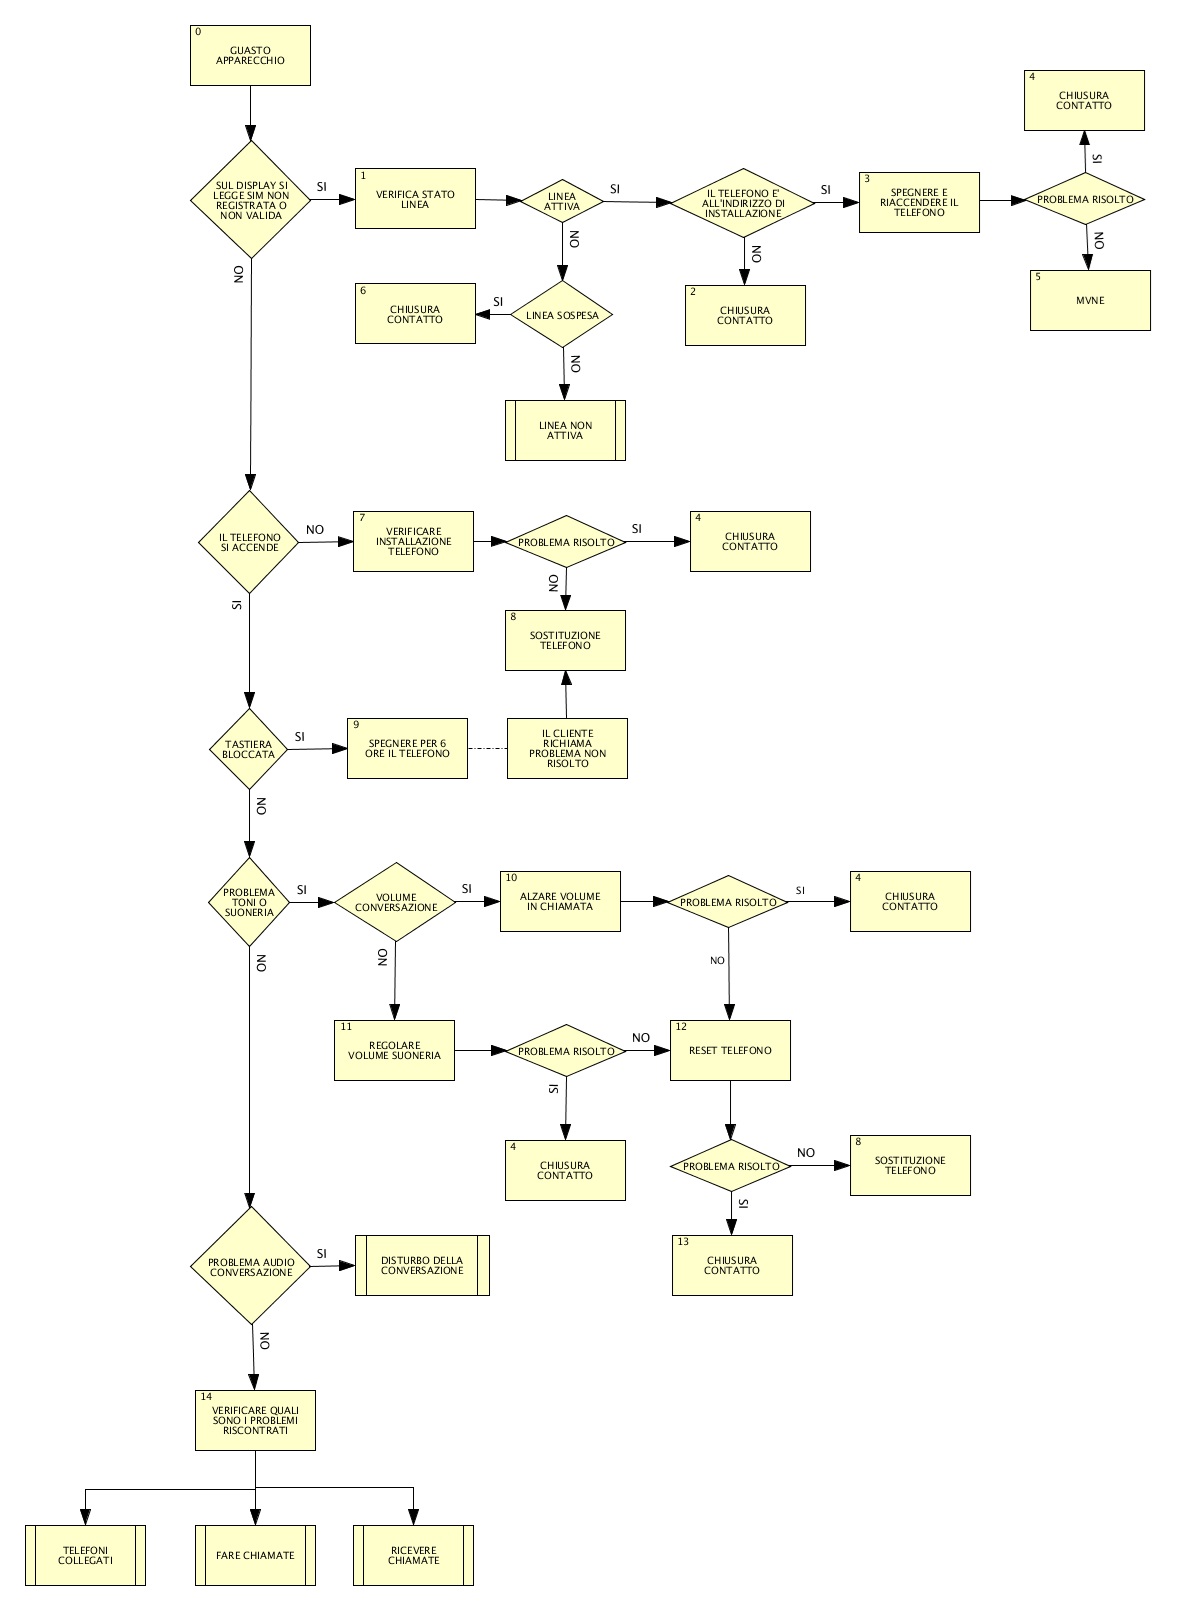 0
GUASTO
APPARECCHIO
SUL DISPLAY SI
LEGGE SIM NON
REGISTRATA O
NON VALIDA
SI
1
VERIFICA STATO
LINEA
LINEA
ATTIVA
SI
IL TELEFONO E'
ALL'INDIRIZZO DI
INSTALLAZIONE
SI
3
SPEGNERE E
RIACCENDERE IL
TELEFONO
PROBLEMA RISOLTO
SI
4
CHIUSURA
CONTATTO
NO
5
MVNE
NO
2
CHIUSURA
CONTATTO
NO
LINEA SOSPESA
SI
6
CHIUSURA
CONTATTO
NO
LINEA NON
ATTIVA
NO
IL TELEFONO
SI ACCENDE
NO
7
VERIFICARE
INSTALLAZIONE
TELEFONO
PROBLEMA RISOLTO
SI
4
CHIUSURA
CONTATTO
NO
8
SOSTITUZIONE
TELEFONO
SI
TASTIERA
BLOCCATA
SI
9
SPEGNERE PER 6
ORE IL TELEFONO
IL CLIENTE
RICHIAMA
PROBLEMA NON
RISOLTO
NO
PROBLEMA
TONI O
SUONERIA
SI
VOLUME
CONVERSAZIONE
SI
10
ALZARE VOLUME
IN CHIAMATA
PROBLEMA RISOLTO
SI
4
CHIUSURA
CONTATTO
NO
NO
11
REGOLARE
VOLUME SUONERIA
PROBLEMA RISOLTO
NO
12
RESET TELEFONO
SI
4
CHIUSURA
CONTATTO
PROBLEMA RISOLTO
NO
8
SOSTITUZIONE
TELEFONO
SI
13
CHIUSURA
CONTATTO
NO
PROBLEMA AUDIO
CONVERSAZIONE
SI
DISTURBO DELLA
CONVERSAZIONE
NO
14
VERIFICARE QUALI
SONO I PROBLEMI
RISCONTRATI
TELEFONI
COLLEGATI
FARE CHIAMATE
RICEVERE
CHIAMATE